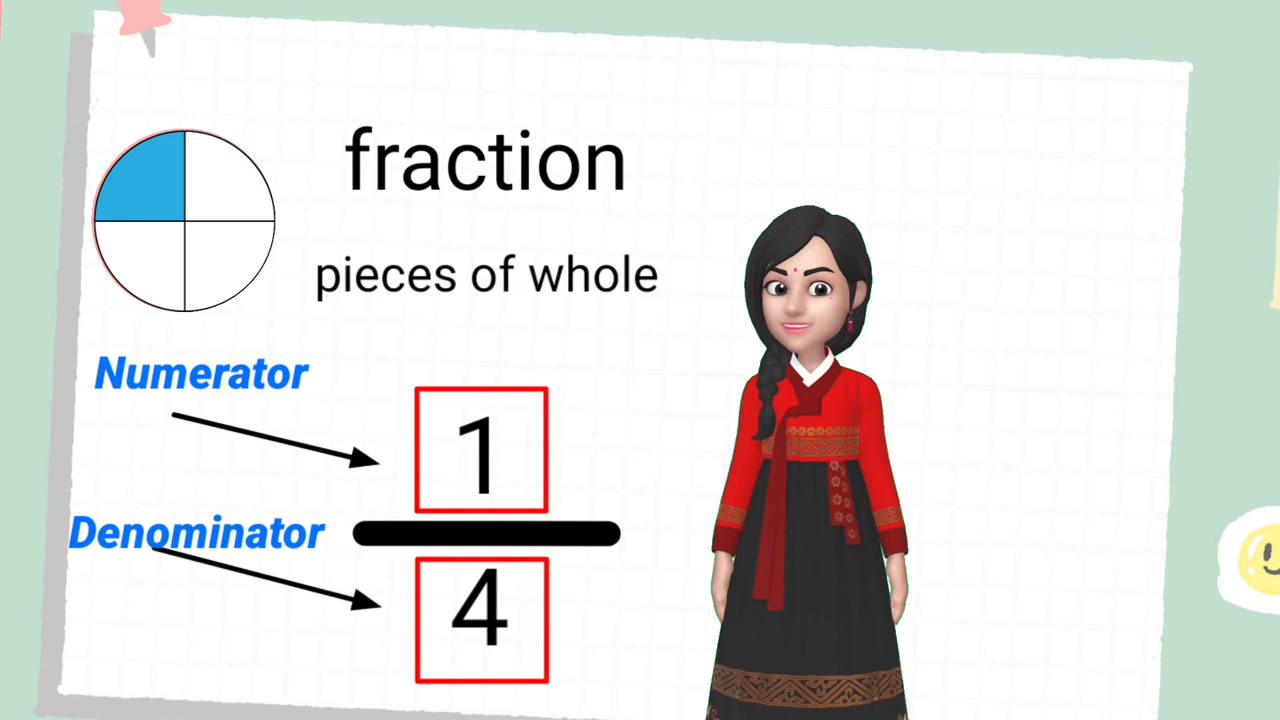 fraction
pieces of whole
Numerator
1
Denominator
4